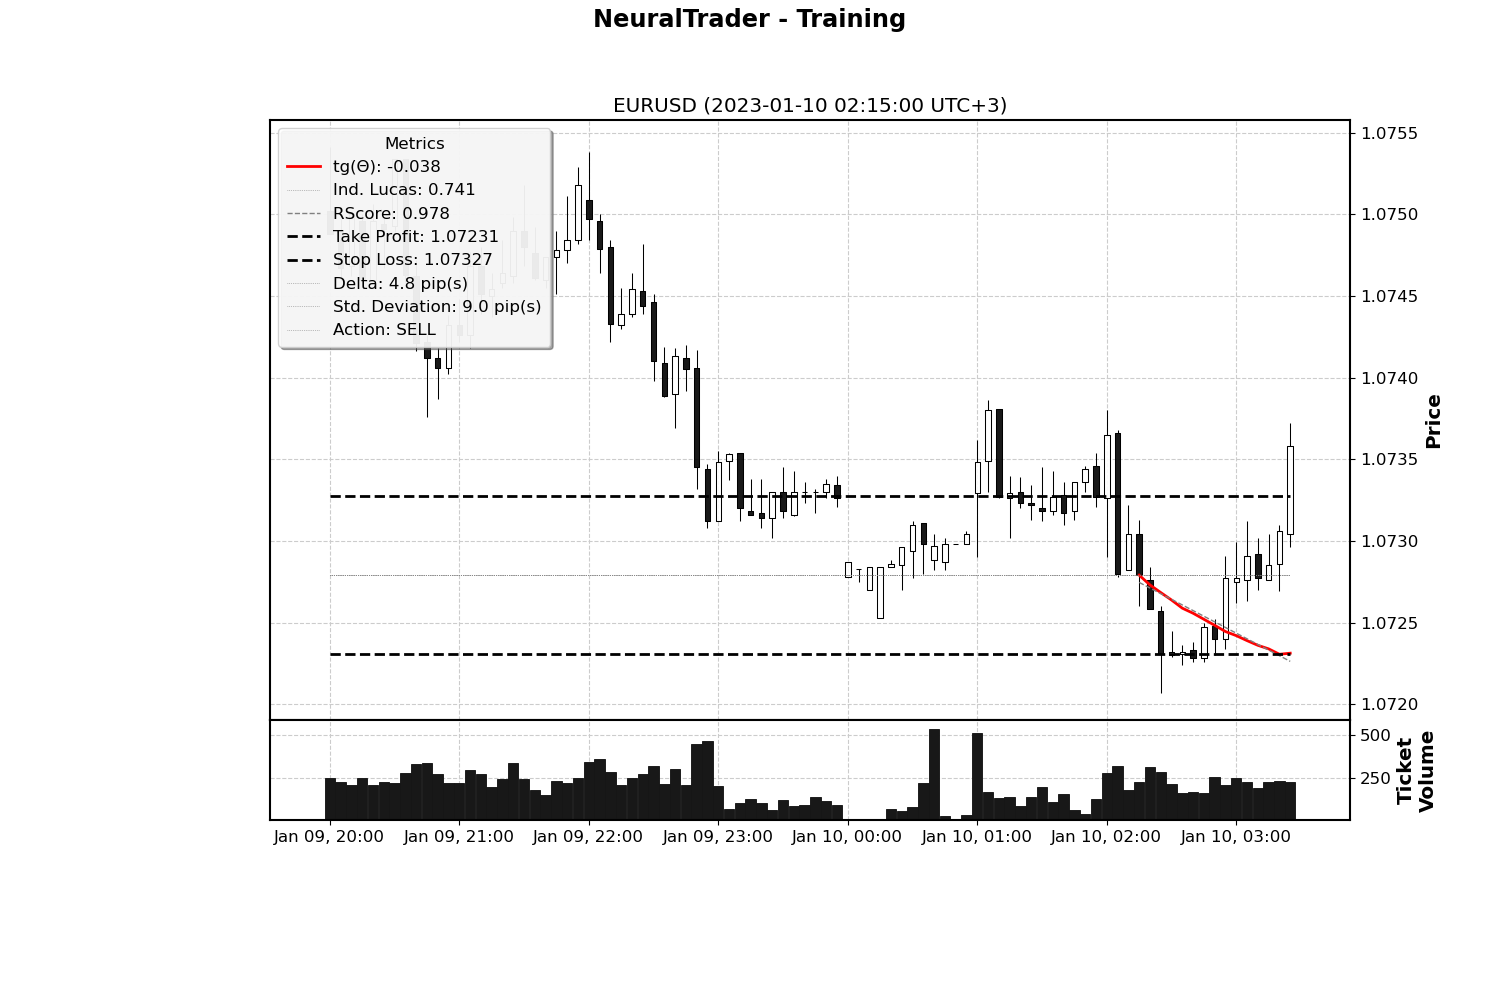 NeuralTrader - Training
EURUSD (2023-01-10 02:15:00 UTC+3)
Metrics
tg(Θ): -0.038
Ind. Lucas: 0.741
RScore: 0.978
Take Profit: 1.07231
Stop Loss: 1.07327
Delta: 4.8 pip(s)
Std. Deviation: 9.0 pip(s)
Action: SELL
1.0755
1.0750
1.0745
1.0740
1.0735
1.0730
1.0725
1.0720
Price
500
250
Ticket
Volume
Jan 09, 20:00
Jan 09, 21:00
Jan 09, 22:00
Jan 09, 23:00
Jan 10, 00:00
Jan 10, 01:00
Jan 10, 02:00
Jan 10, 03:00